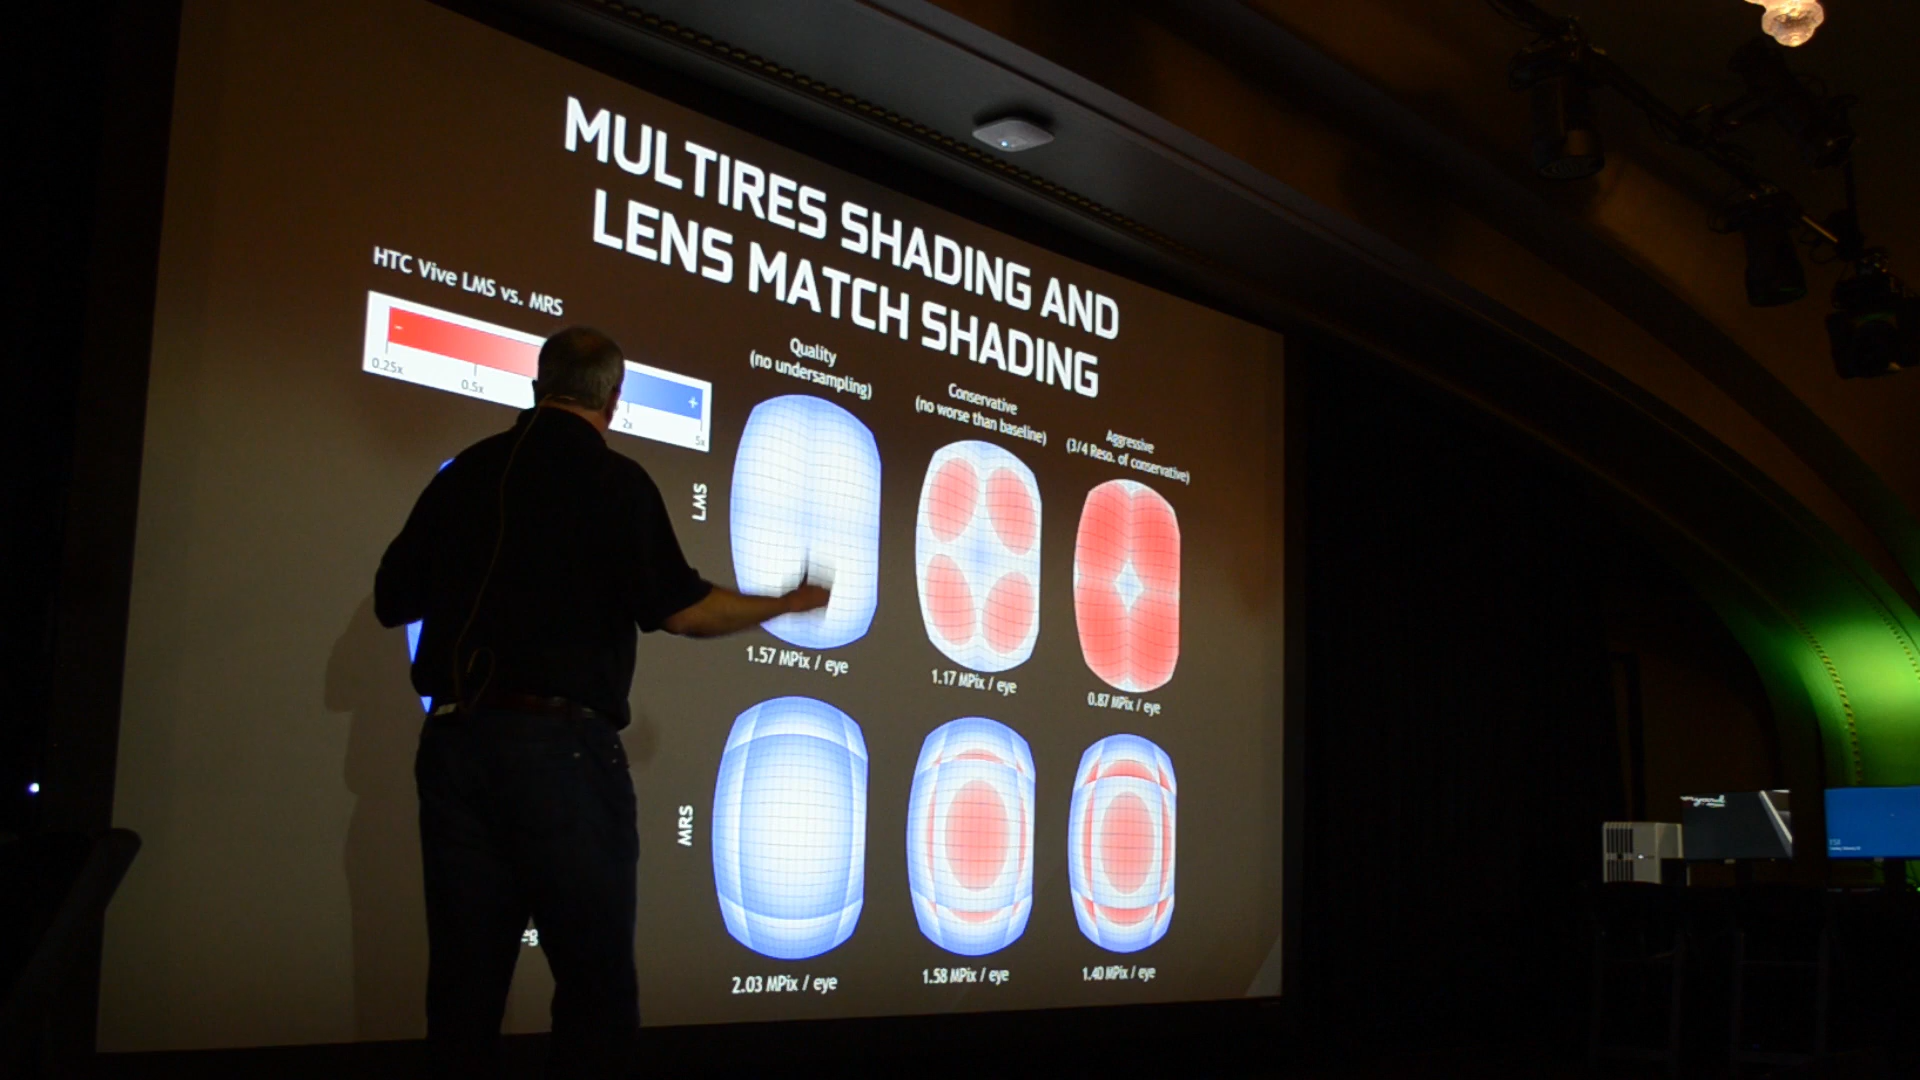 MULTIRES SHADING AND
LENS MATCH SHADING
HTC Vive LMS vs. MRS
- +
0.25x 0.5x 2x 5x
Quality
(no undersampling)
Conservative
(no worse than baseline)
Aggressive
(3/4 Reso. of conservative)
LMS
1.57 MPix / eye
1.17 MPix / eye
0.87 MPix / eye
MRS
2.03 MPix / eye
1.58 MPix / eye
1.40 MPix / eye